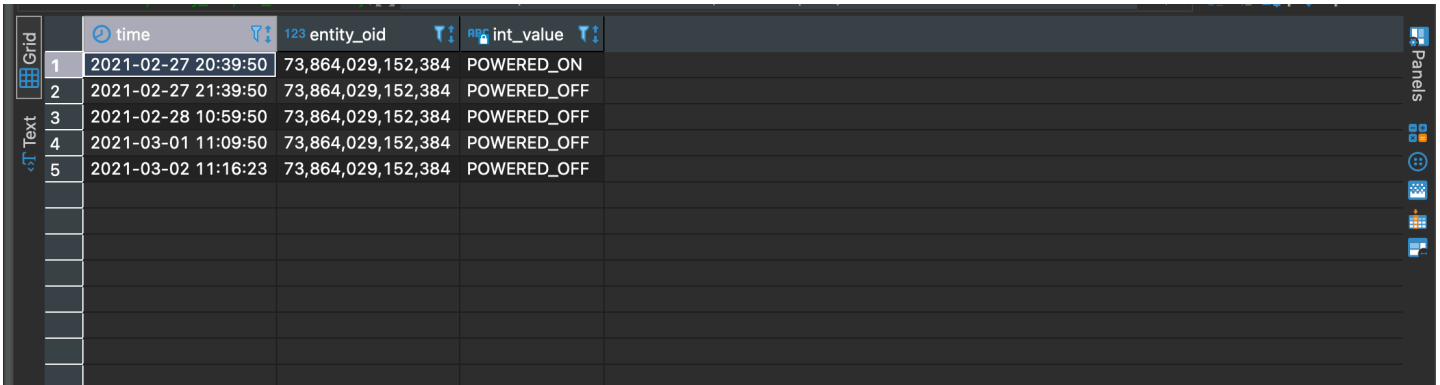 Grid
Text
time 123 entity_oid ABC int_value
1 2021-02-27 20:39:50 73,864,029,152,384 POWERED_ON
2 2021-02-27 21:39:50 73,864,029,152,384 POWERED_OFF
3 2021-02-28 10:59:50 73,864,029,152,384 POWERED_OFF
4 2021-03-01 11:09:50 73,864,029,152,384 POWERED_OFF
5 2021-03-02 11:16:23 73,864,029,152,384 POWERED_OFF
Panels